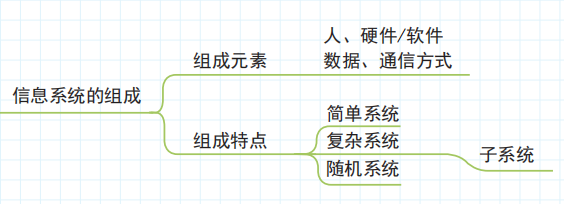 信息系统的组成
组成元素
人、硬件/软件
数据、通信方式
组成特点
简单系统
复杂系统
随机系统
子系统